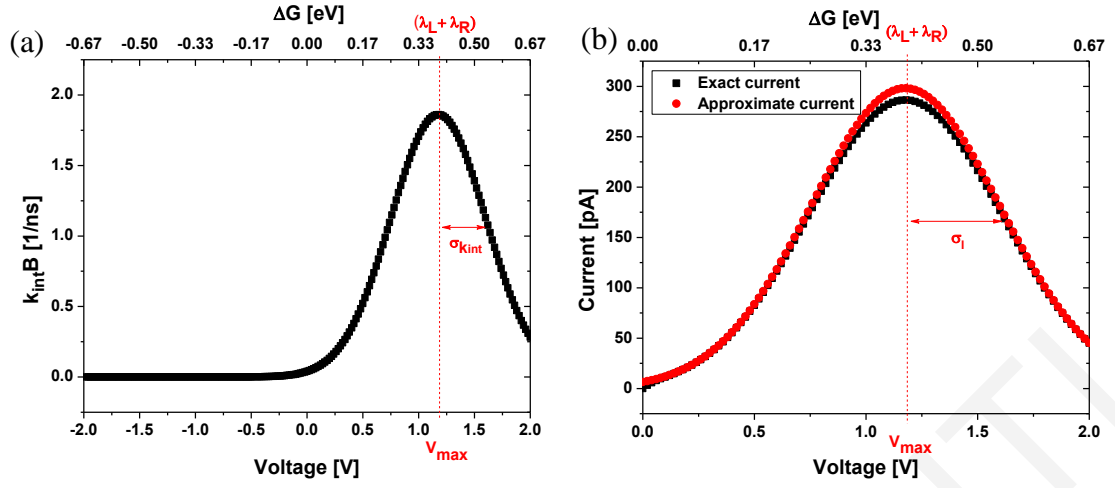 (a)
ΔG [eV]
-0.67 -0.50 -0.33 -0.17 0.00 0.17 0.33 (λL + λR) 0.50 0.67
2.0
1.5
1.0
0.5
0.0
kintB [1/ns]
σkint
-2.0 -1.5 -1.0 -0.5 0.0 0.5 1.0 1.5 2.0
Vmax
Voltage [V]
(b)
ΔG [eV]
0.00 0.17 0.33 (λL + λR) 0.50 0.67
Exact current
Approximate current
300
250
200
150
100
50
0
Current [pA]
σI
0.0 0.5 1.0 1.5 2.0
Vmax
Voltage [V]